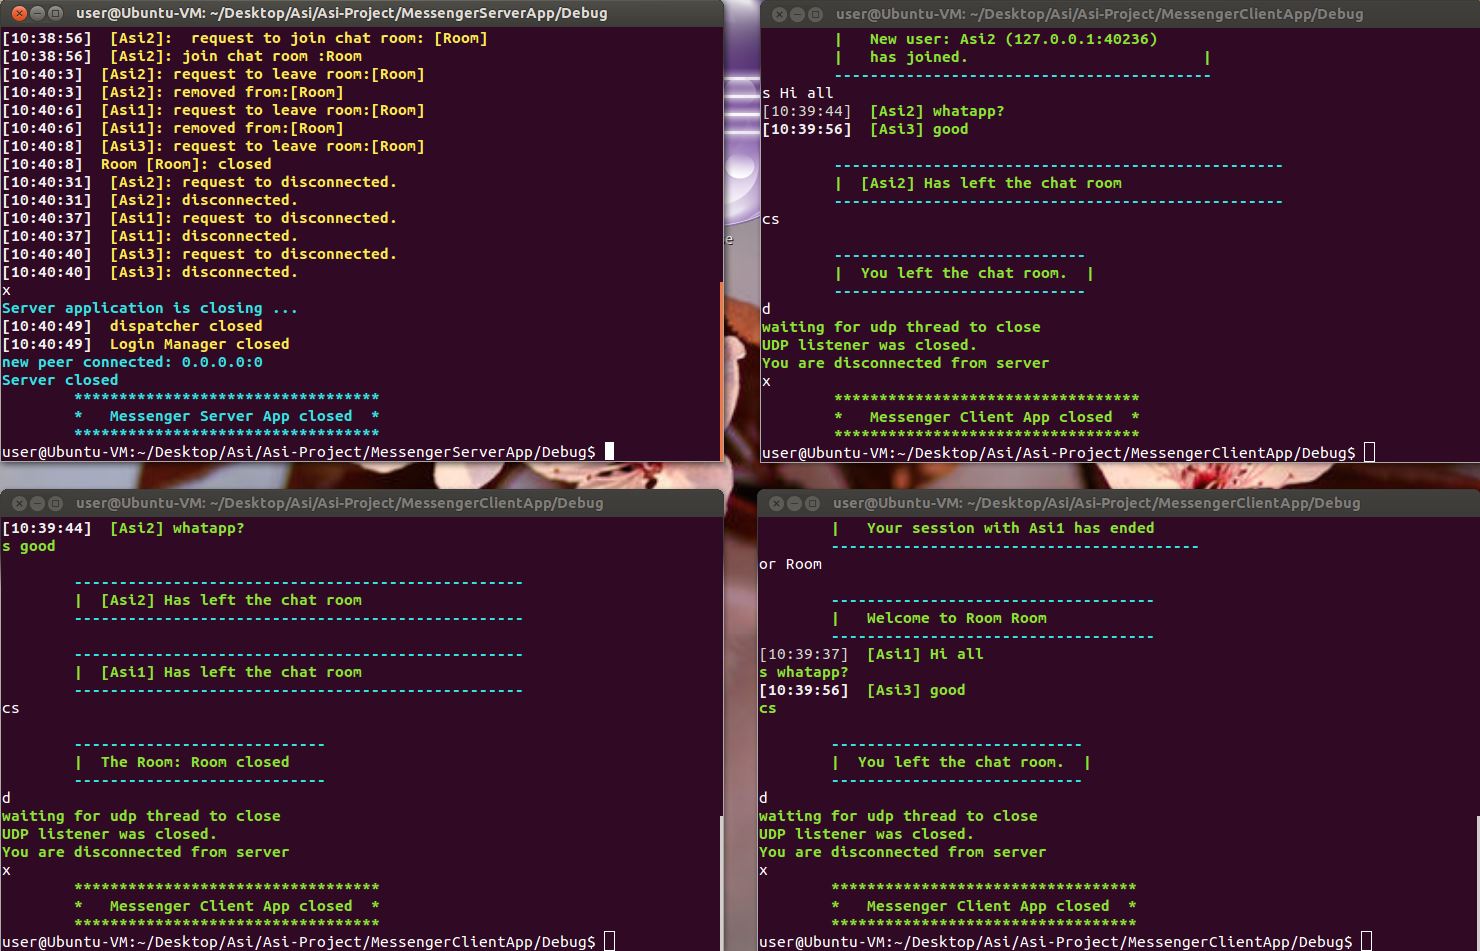 user@Ubuntu-VM: ~/Desktop/Asi/Asi-Project/MessengerServerApp/Debug
[10:38:56]  [Asi2]:  request to join chat room: [Room]
[10:38:56]  [Asi2]: join chat room :Room
[10:40:3]  [Asi2]: request to leave room:[Room]
[10:40:3]  [Asi2]: removed from:[Room]
[10:40:6]  [Asi1]: request to leave room:[Room]
[10:40:6]  [Asi1]: removed from:[Room]
[10:40:8]  [Asi3]: request to leave room:[Room]
[10:40:8]  Room [Room]: closed
[10:40:31]  [Asi2]: request to disconnected.
[10:40:31]  [Asi2]: disconnected.
[10:40:37]  [Asi1]: request to disconnected.
[10:40:37]  [Asi1]: disconnected.
[10:40:40]  [Asi3]: request to disconnected.
[10:40:40]  [Asi3]: disconnected.
x
Server application is closing ...
[10:40:49]  dispatcher closed
[10:40:49]  Login Manager closed
new peer connected: 0.0.0.0:0
Server closed
**********************************
*   Messenger Server App closed  *
**********************************
user@Ubuntu-VM:~/Desktop/Asi/Asi-Project/MessengerServerApp/Debug$
user@Ubuntu-VM: ~/Desktop/Asi/Asi-Project/MessengerClientApp/Debug
|   New user: Asi2 (127.0.0.1:40236)
|   has joined.                          |
------------------------------------------
s Hi all
[10:39:44]  [Asi2] whatapp?
[10:39:56]  [Asi3] good
--------------------------------------------------
|  [Asi2] Has left the chat room
--------------------------------------------------
cs
----------------------------
|  You left the chat room.  |
----------------------------
d
waiting for udp thread to close
UDP listener was closed.
You are disconnected from server
x
**********************************
*   Messenger Client App closed  *
**********************************
user@Ubuntu-VM:~/Desktop/Asi/Asi-Project/MessengerClientApp/Debug$
e
user@Ubuntu-VM: ~/Desktop/Asi/Asi-Project/MessengerClientApp/Debug
[10:39:44]  [Asi2] whatapp?
s good
--------------------------------------------------
|  [Asi2] Has left the chat room
--------------------------------------------------
--------------------------------------------------
|  [Asi1] Has left the chat room
--------------------------------------------------
cs
----------------------------
|  The Room: Room closed
----------------------------
d
waiting for udp thread to close
UDP listener was closed.
You are disconnected from server
x
**********************************
*   Messenger Client App closed  *
**********************************
user@Ubuntu-VM:~/Desktop/Asi/Asi-Project/MessengerClientApp/Debug$
user@Ubuntu-VM: ~/Desktop/Asi/Asi-Project/MessengerClientApp/Debug
|   Your session with Asi1 has ended
-----------------------------------------
or Room
------------------------------------
|   Welcome to Room Room
------------------------------------
[10:39:37]  [Asi1] Hi all
s whatapp?
[10:39:56]  [Asi3] good
cs
----------------------------
|  You left the chat room.  |
----------------------------
d
waiting for udp thread to close
UDP listener was closed.
You are disconnected from server
x
**********************************
*   Messenger Client App closed  *
**********************************
user@Ubuntu-VM:~/Desktop/Asi/Asi-Project/MessengerClientApp/Debug$